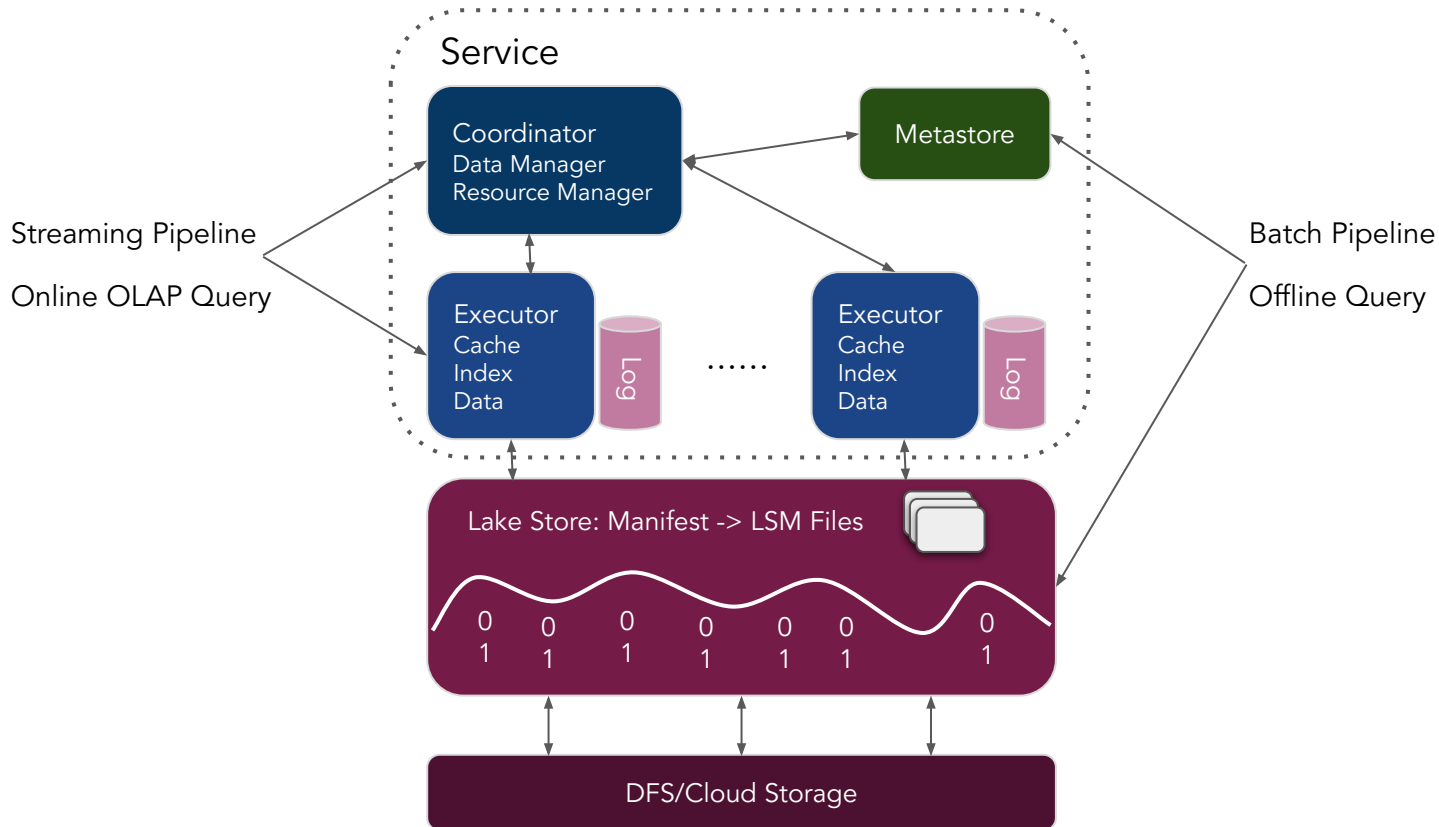 Service
Coordinator
Data Manager
Resource Manager
Metastore
Streaming Pipeline
Online OLAP Query
Batch Pipeline
Offline Query
Executor
Cache
Index
Data
Log
......
Executor
Cache
Index
Data
Log
Lake Store: Manifest -> LSM Files
0 0 0 0 0 0 0
1 1 1 1 1 1 1
DFS/Cloud Storage